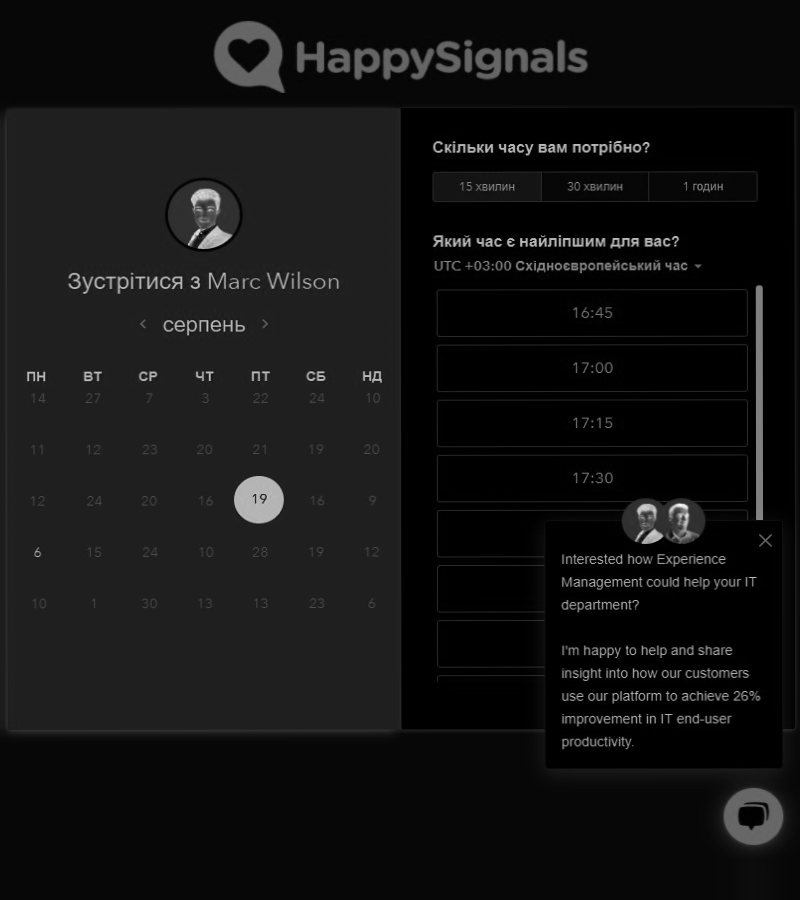 HappySignals
Зустрітися з Marc Wilson
серпень
ПН ВТ СР ЧТ ПТ СБ НД
14 27 7 3 22 24 10
11 12 23 20 21 19 20
12 24 20 16 19 16 9
6 15 24 10 28 19 12
10 1 30 13 13 23 6
Скільки часу вам потрібно?
15 хвилин 30 хвилин 1 годин
Який час є найліпшим для вас?
UTC +03:00 Східноєвропейський час
16:45
17:00
17:15
17:30
Interested how Experience
Management could help your IT
department?
I'm happy to help and share
insight into how our customers
use our platform to achieve 26%
improvement in IT end-user
productivity.